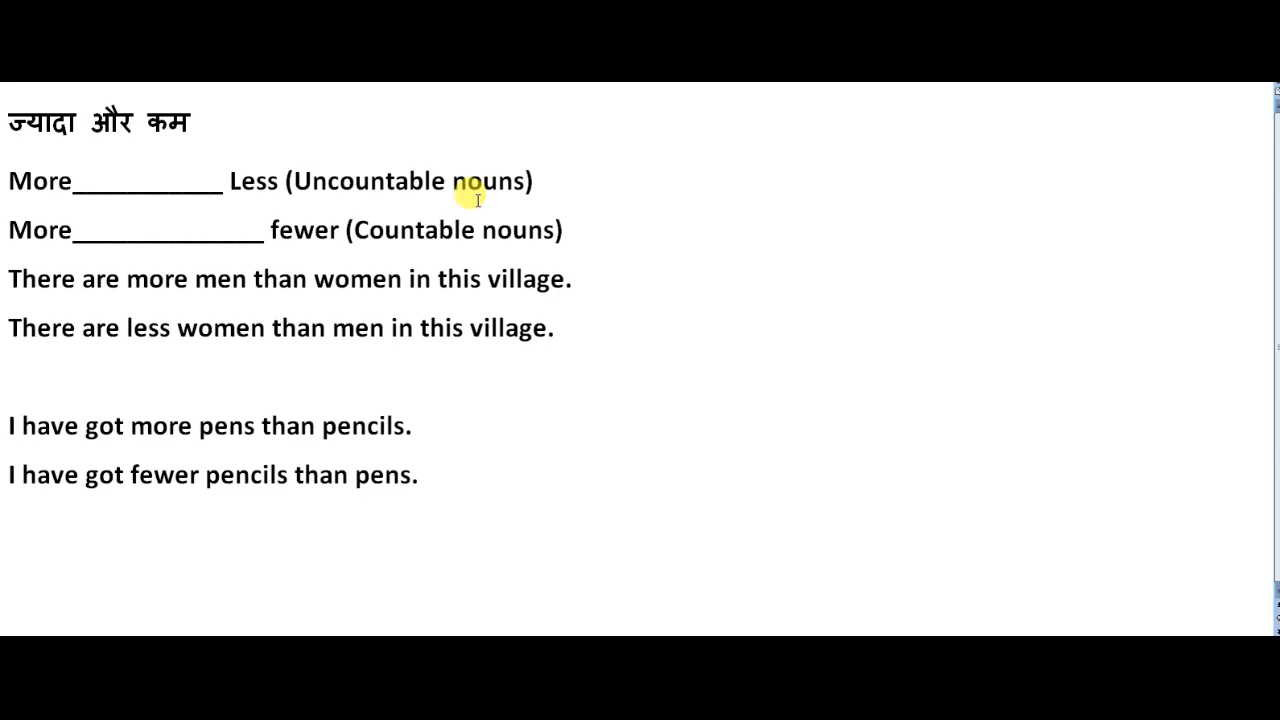 ज्यादा और कम
More___________ Less (Uncountable nouns)
More______________ fewer (Countable nouns)
There are more men than women in this village.
There are less women than men in this village.
I have got more pens than pencils.
I have got fewer pencils than pens.